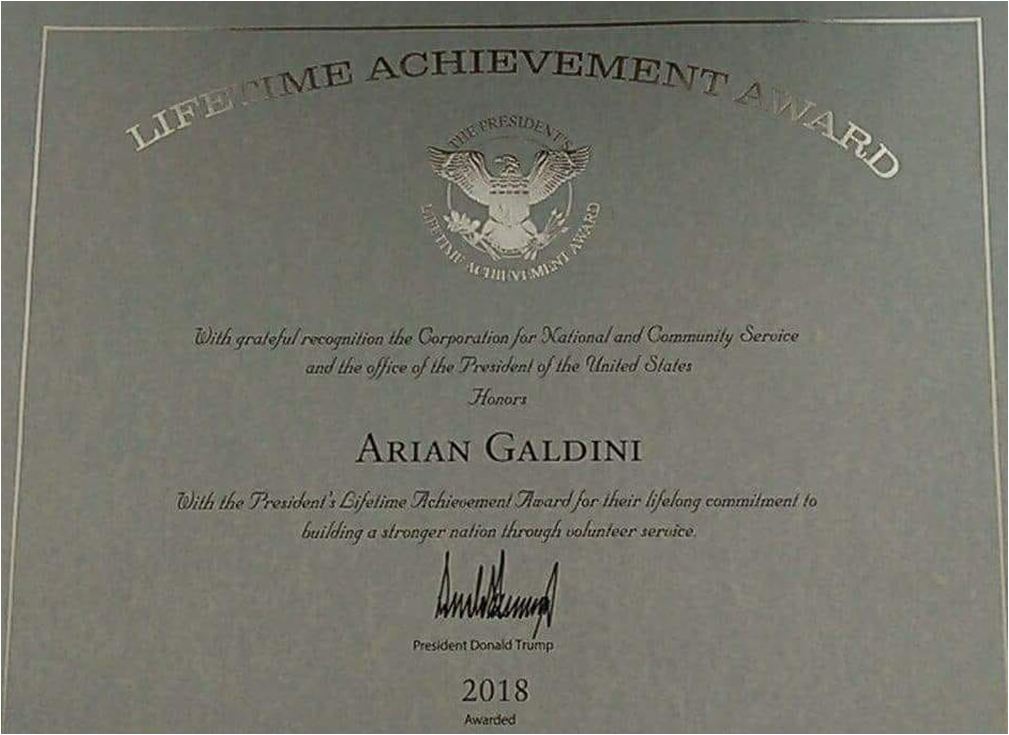 LIFETIME ACHIEVEMENT AWARD
THE PRESIDENT'S
LIFETIME ACHIEVEMENT AWARD
With grateful recognition the Corporation for National and Community Service
and the office of the President of the United States
Honors
ARIAN GALDINI
With the President's Lifetime Achievement Award for their lifelong commitment to
building a stronger nation through volunteer service.
President Donald Trump
2018
Awarded